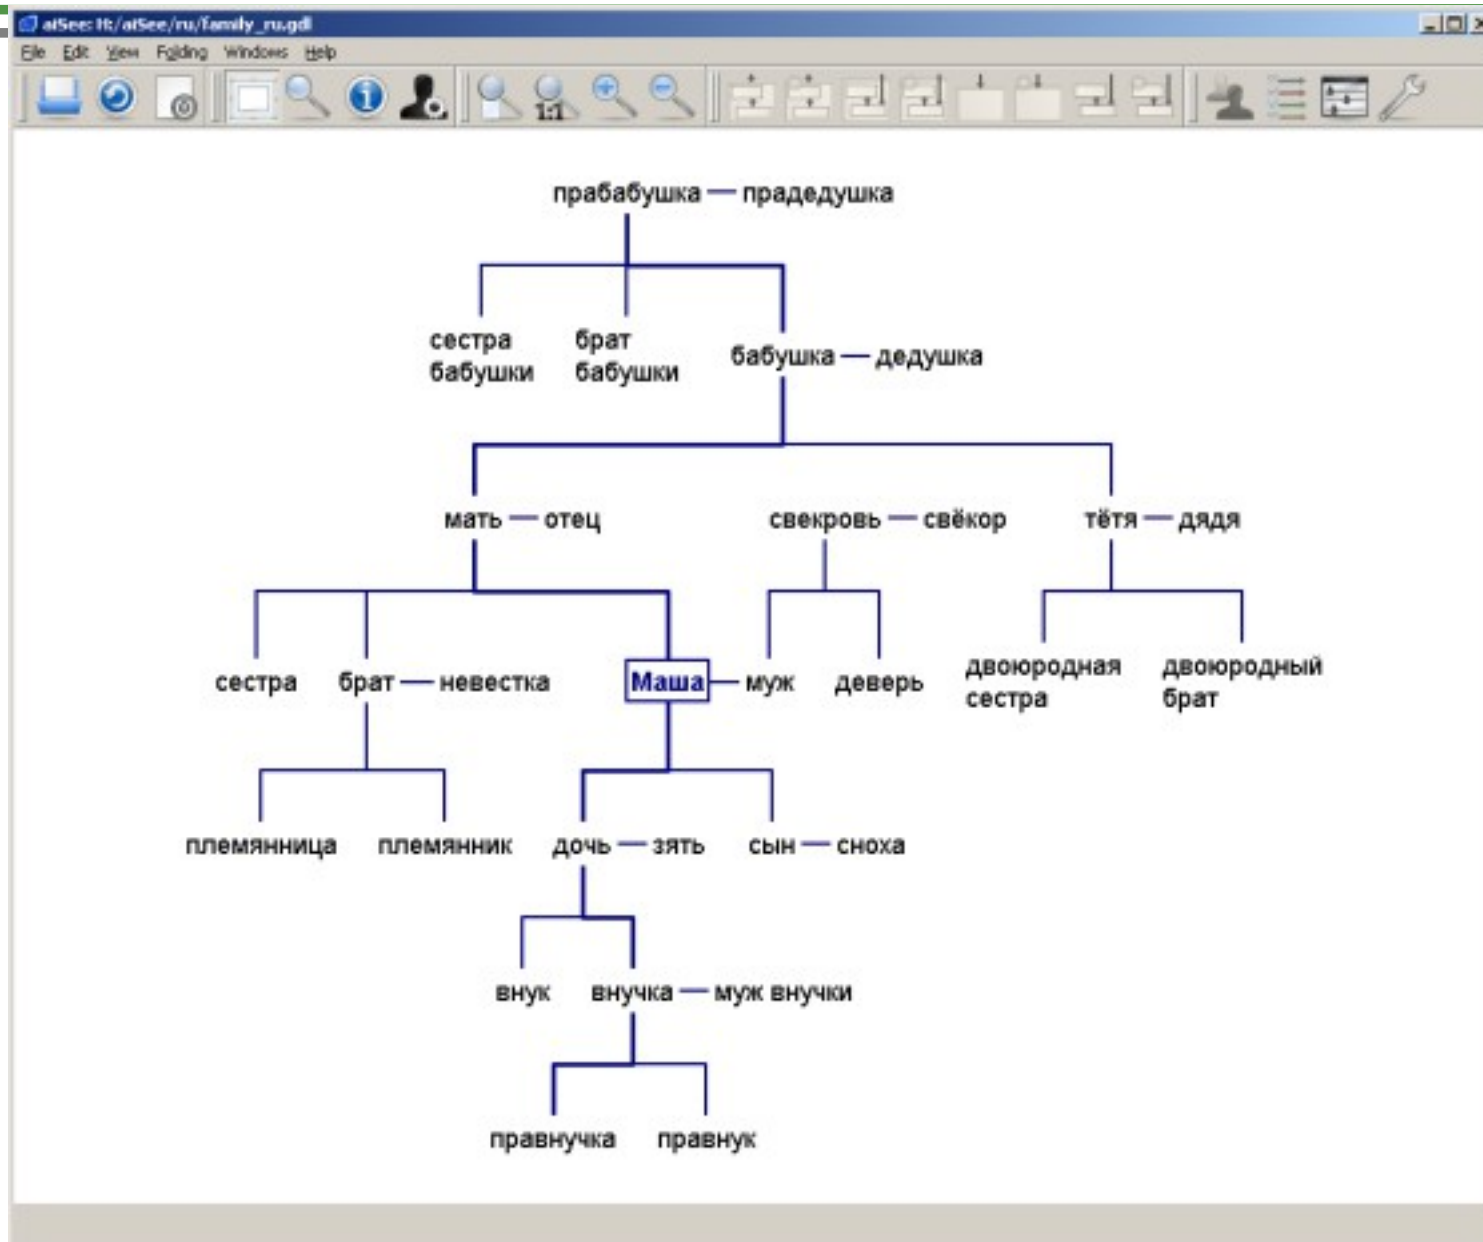 aiSee: H:/aiSee/ru/family_ru.gdl
File Edit View Folding Windows Help
1:1
прабабушка прадедушка
сестра бабушки
брат бабушки
бабушка дедушка
мать отец свекровь свёкор тётя дядя
сестра брат невестка Маша муж деверь
двоюродная сестра
двоюродный брат
племянница племянник дочь зять сын сноха
внук внучка муж внучки
правнучка правнук